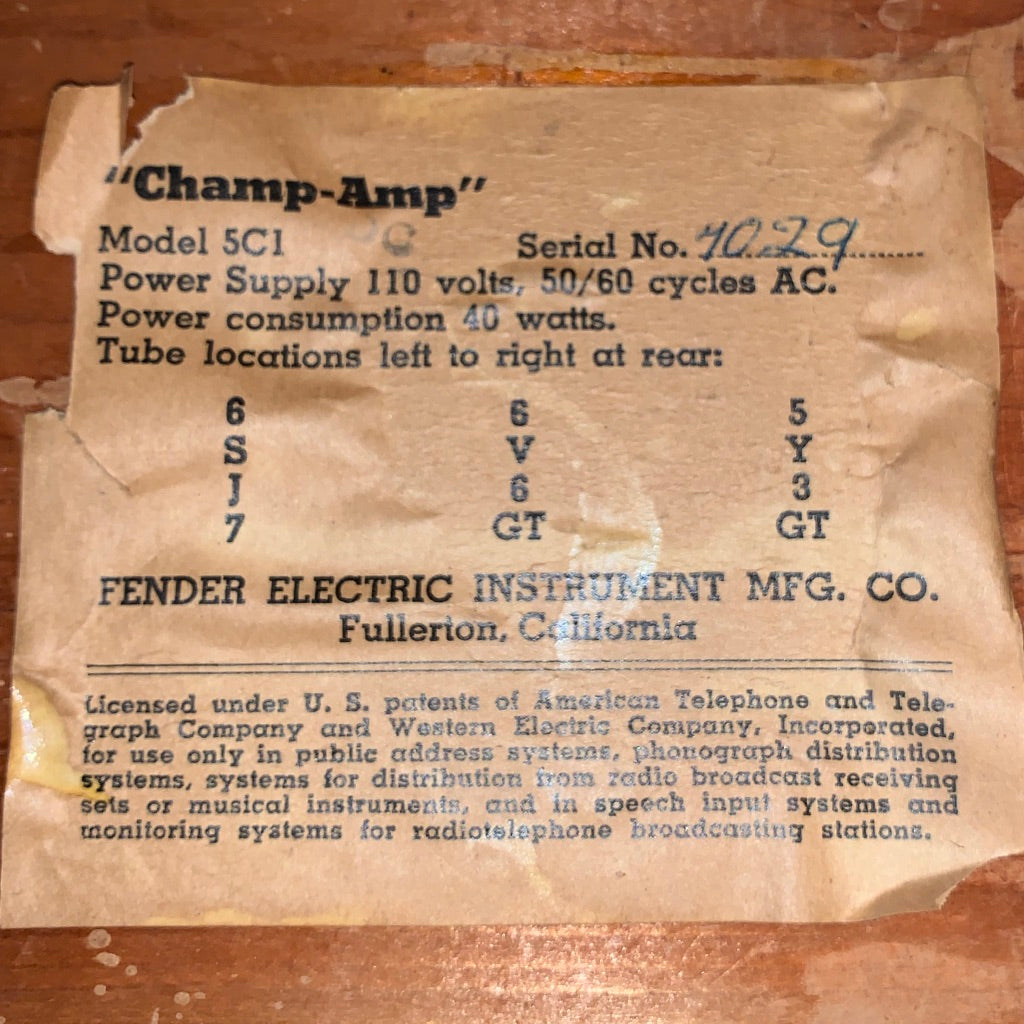 "Champ-Amp"
Model 5C1 C Serial No. 7029
Power Supply 110 volts, 50/60 cycles AC.
Power consumption 40 watts.
Tube locations left to right at rear:
6 6 5
S V Y
J 6 3
7 GT GT
FENDER ELECTRIC INSTRUMENT MFG. CO.
Fullerton, California
Licensed under U. S. patents of American Telephone and Tele-
graph Company and Western Electric Company, Incorporated,
for use only in public address systems, phonograph distribution
systems, systems for distribution from radio broadcast receiving
sets or musical instruments, and in speech input systems and
monitoring systems for radiotelephone broadcasting stations.